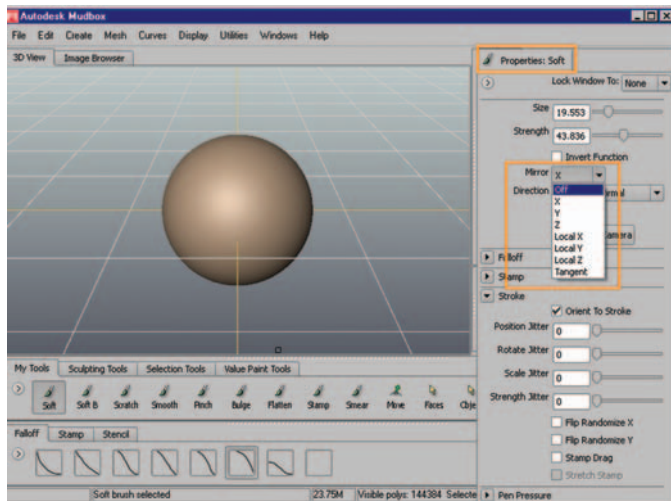 Autodesk Mudbox
File Edit Create Mesh Curves Display Utilities Windows Help
3D View Image Browser
Properties: Soft
Lock Window To: None
Size 19.553
Strength 43.836
Invert Function
Mirror X
Direction
Off
X
Y
Z
Local X
Local Y
Local Z
Tangent
Falloff
Stamp
Stroke
Orient To Stroke
Position Jitter 0
Rotate Jitter 0
Scale Jitter 0
Strength Jitter 0
Flip Randomize X
Flip Randomize Y
Stamp Drag
Stretch Stamp
Pen Pressure
My Tools Sculpting Tools Selection Tools Value Paint Tools
Soft Soft B Scratch Smooth Pinch Bulge Flatten Stamp Smear Move Faces Obje
Falloff Stamp Stencil
Soft brush selected 23.75M Visible polys: 144384 Selecte